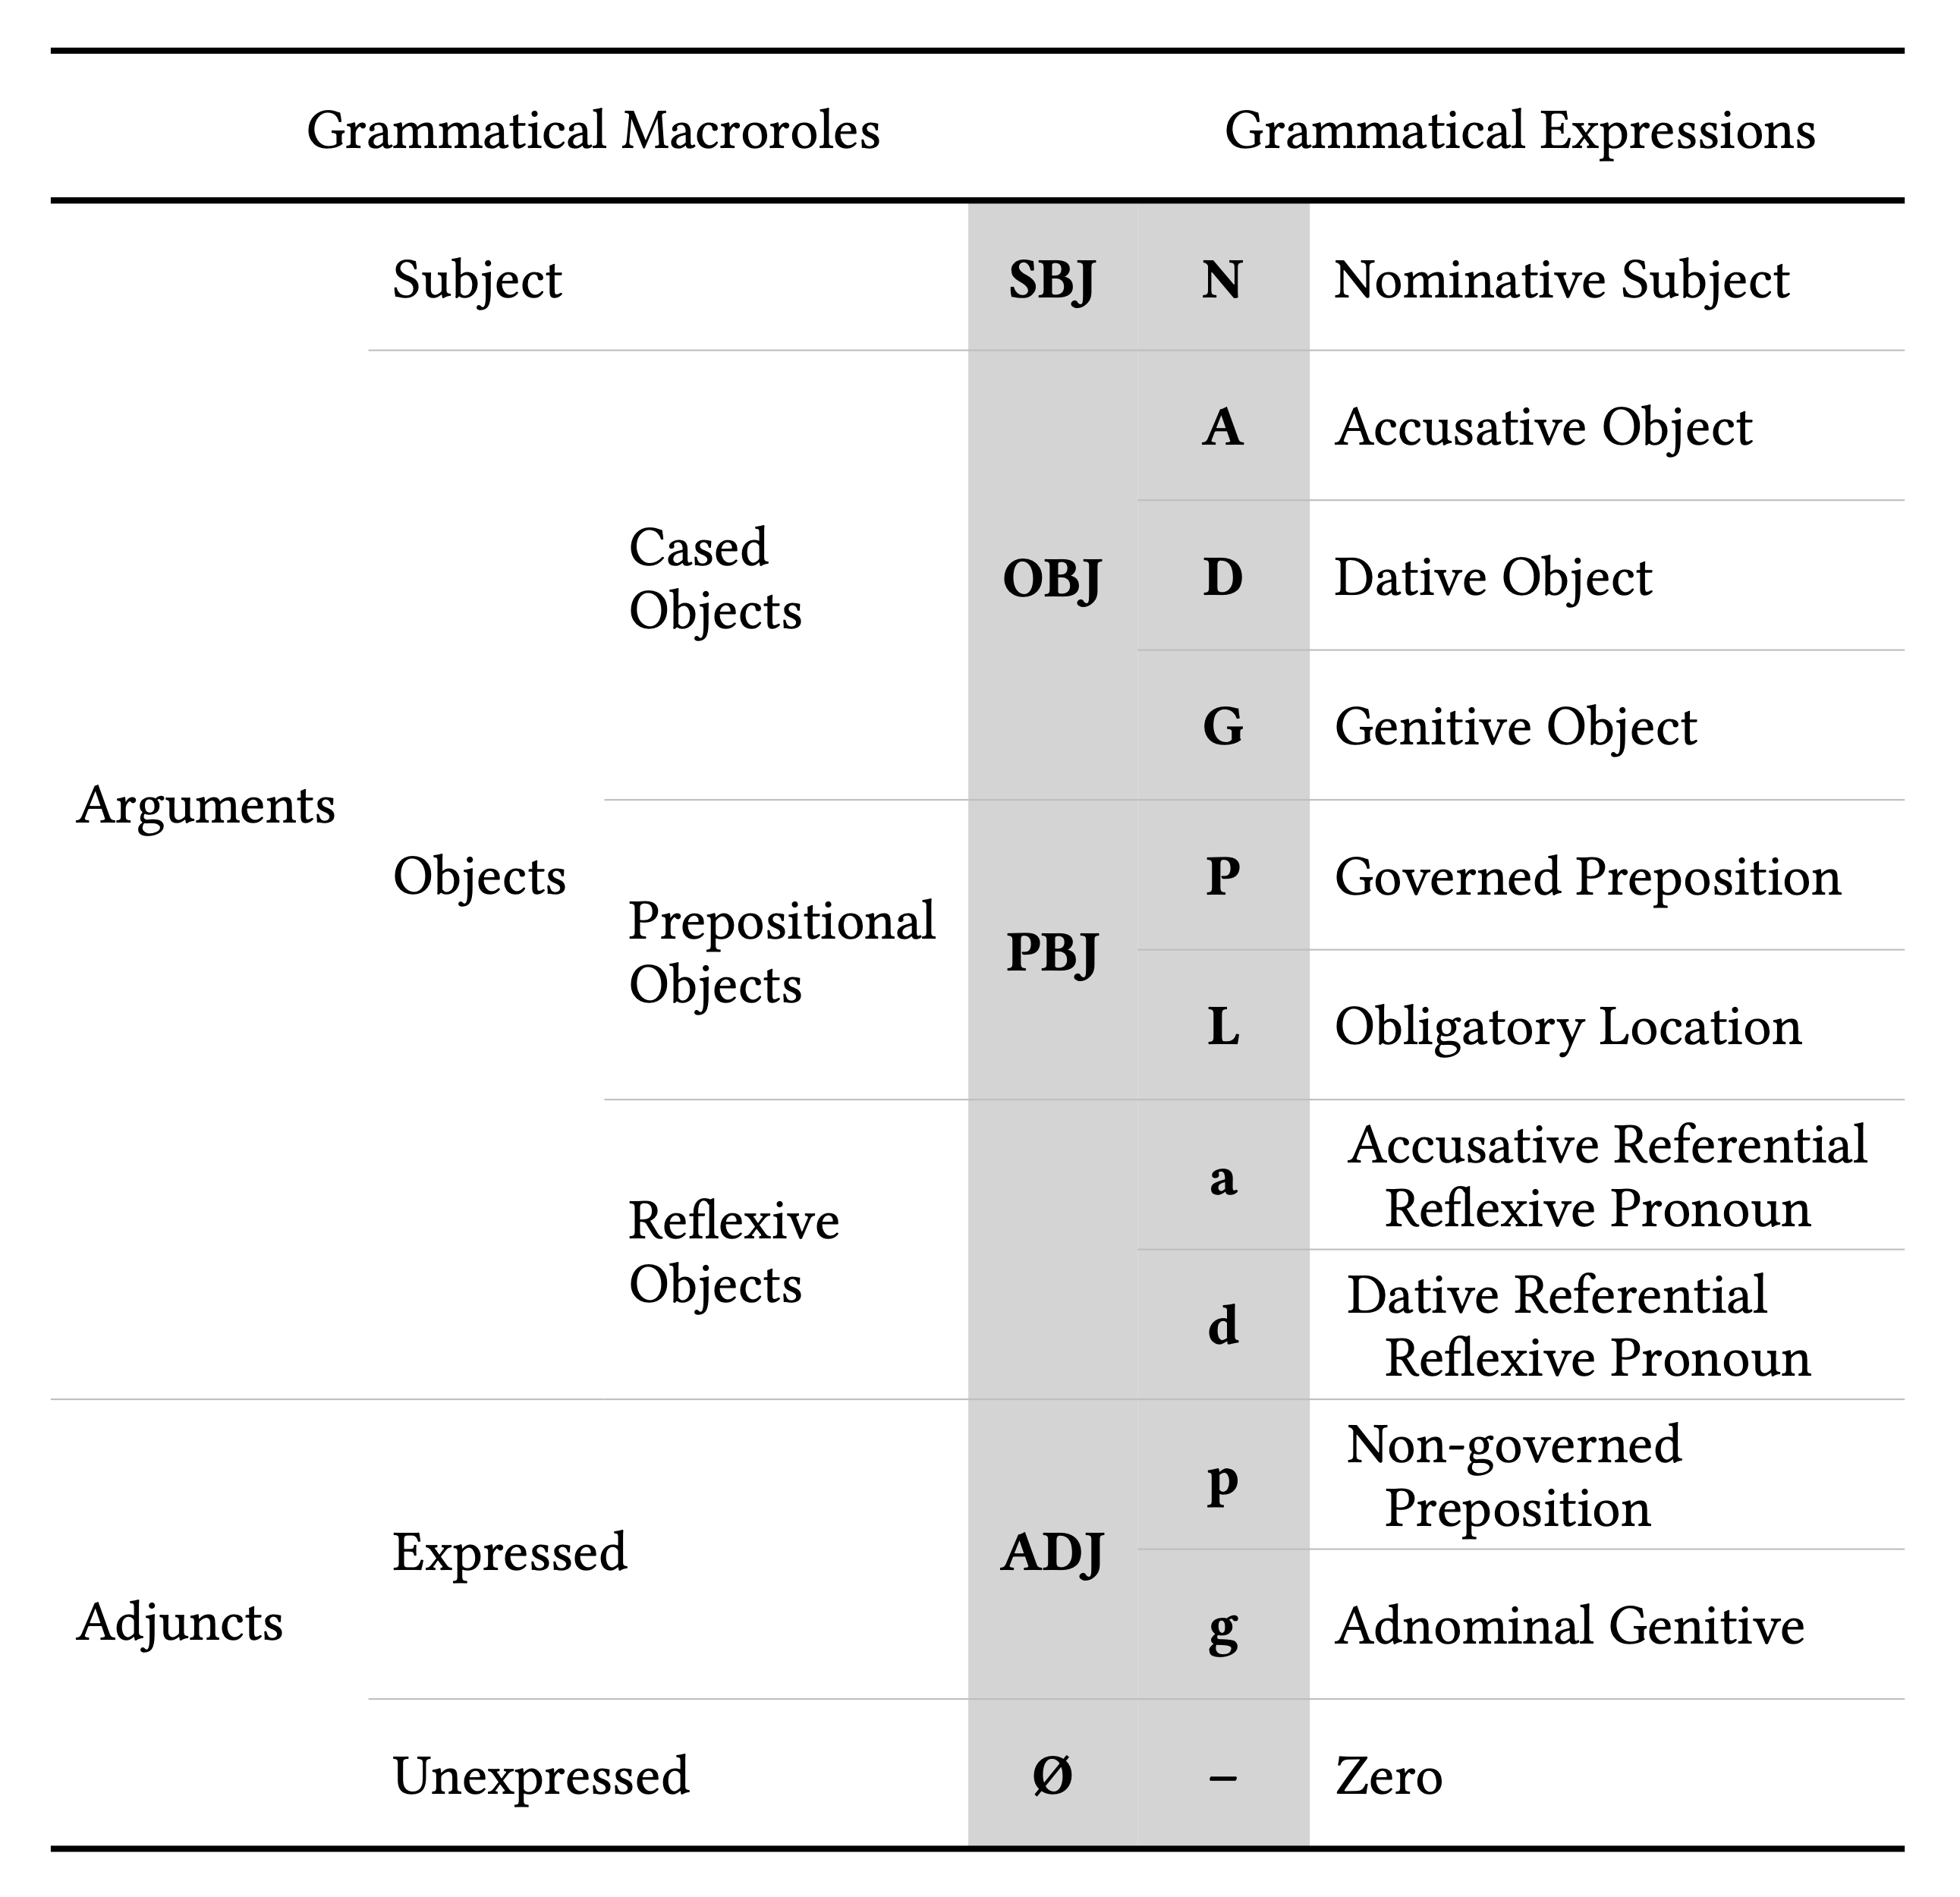 Grammatical Macroroles Grammatical Expressions
Subject SBJ N Nominative Subject
A Accusative Object
Cased
Objects
OBJ D Dative Object
G Genitive Object
Arguments
Objects
P Governed Preposition
Prepositional
Objects
PBJ
L Obligatory Location
a Accusative Referential
Reflexive Pronoun
Reflexive
Objects
d Dative Referential
Reflexive Pronoun
p Non-governed
Preposition
Expressed ADJ
Adjuncts
g Adnominal Genitive
Unexpressed Ø – Zero